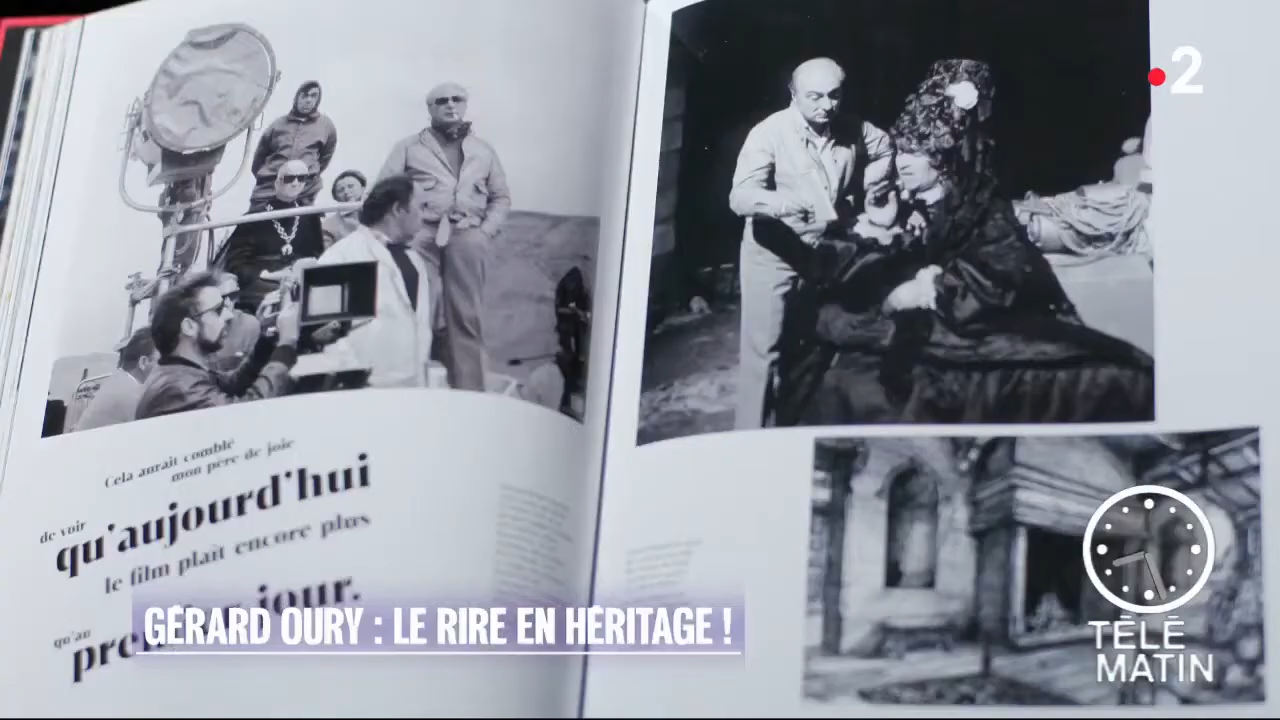 Cela aurait comblé
mon père de joie
de voir
qu'aujourd'hui
le film plaît encore plus
qu'au
jour.
GÉRARD OURY : LE RIRE EN HÉRITAGE !
2
TÉLÉ
MATIN